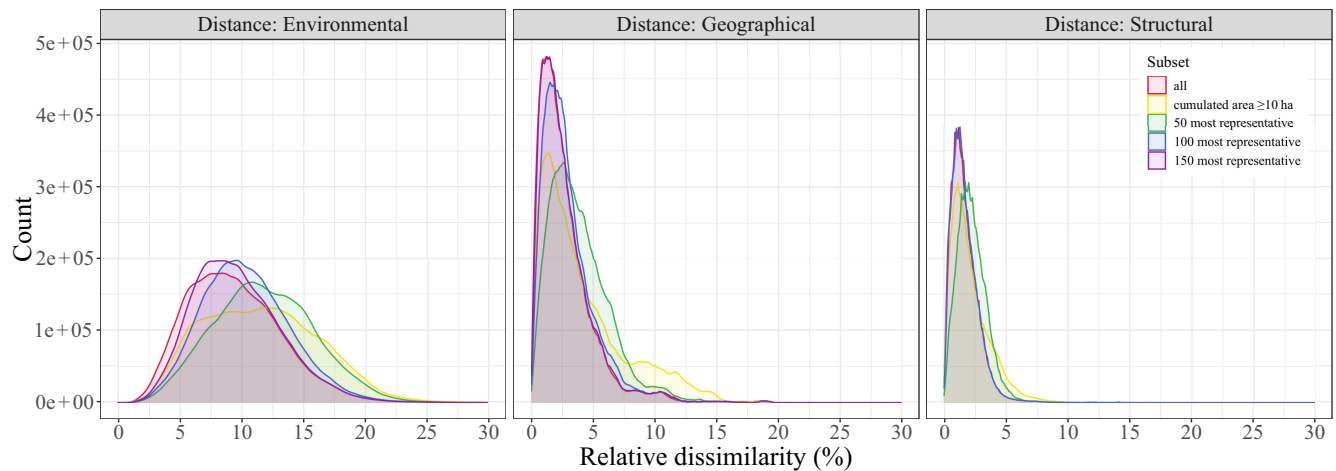 Distance: Environmental
Distance: Geographical
Distance: Structural
Count
5e+05
4e+05
3e+05
2e+05
1e+05
0e+00
Subset
all
cumulated area ≥10 ha
50 most representative
100 most representative
150 most representative
0 5 10 15 20 25 30
0 5 10 15 20 25 30
0 5 10 15 20 25 30
Relative dissimilarity (%)